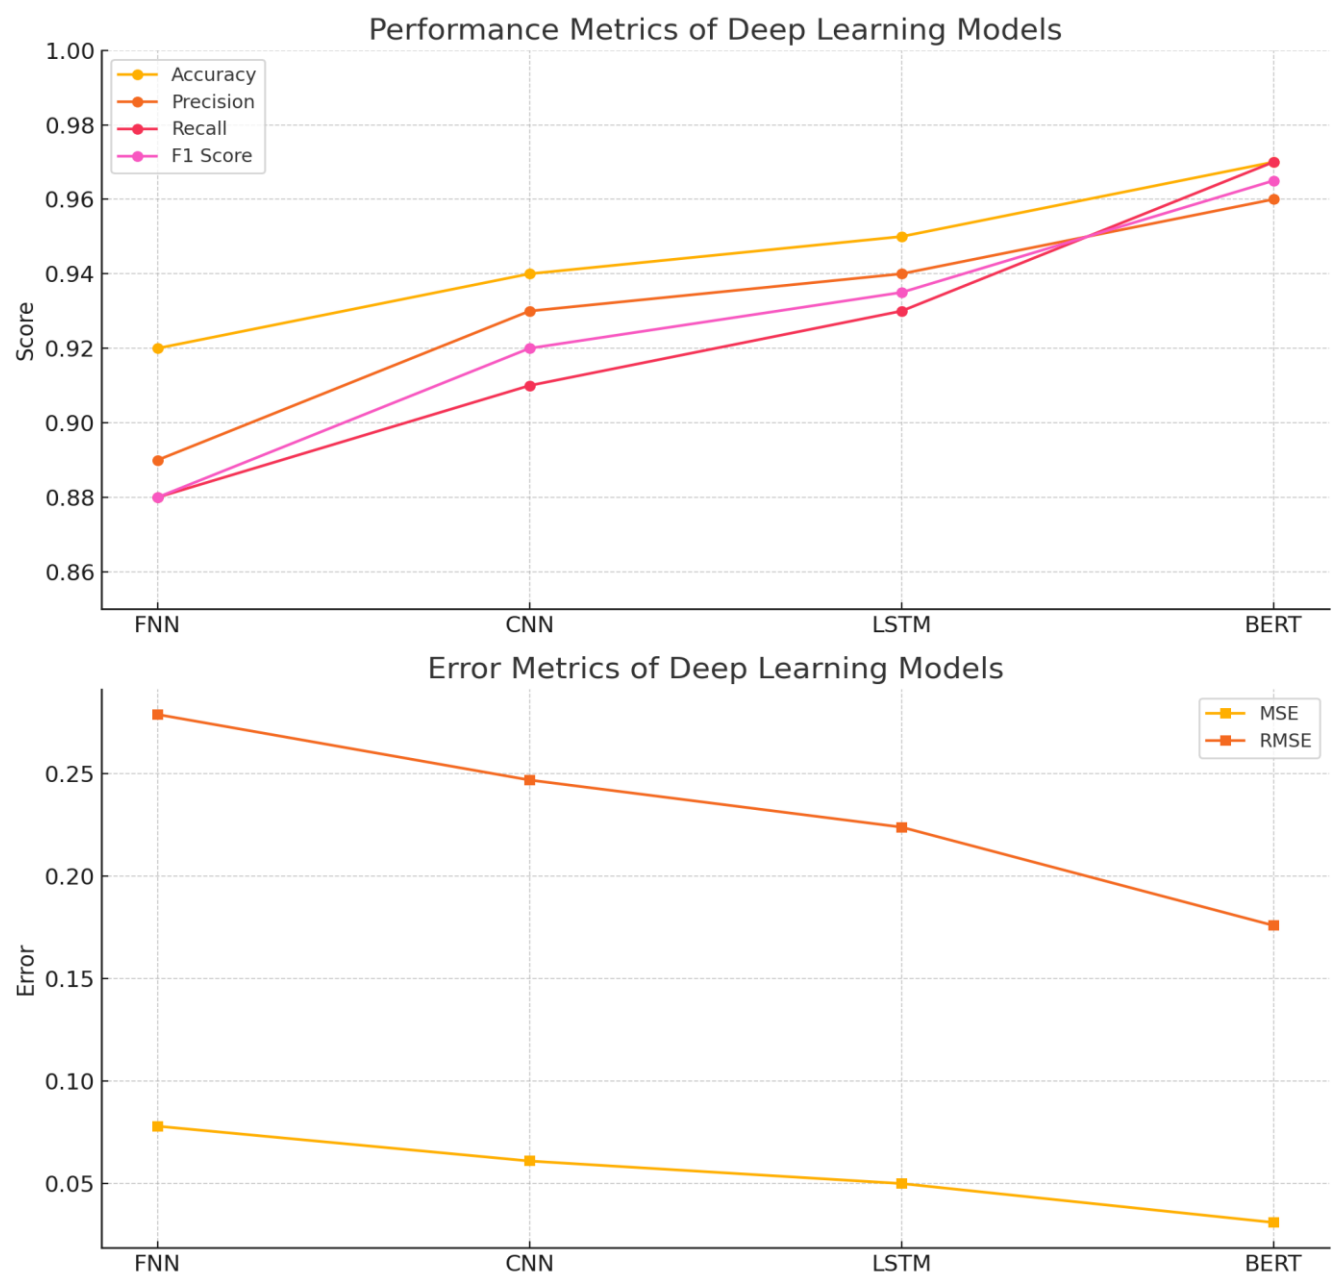 Performance Metrics of Deep Learning Models
1.00
0.98
0.96
0.94
0.92
0.90
0.88
0.86
Score
Accuracy
Precision
Recall
F1 Score
FNN CNN LSTM BERT
Error Metrics of Deep Learning Models
0.25
0.20
0.15
0.10
0.05
Error
MSE
RMSE
FNN CNN LSTM BERT